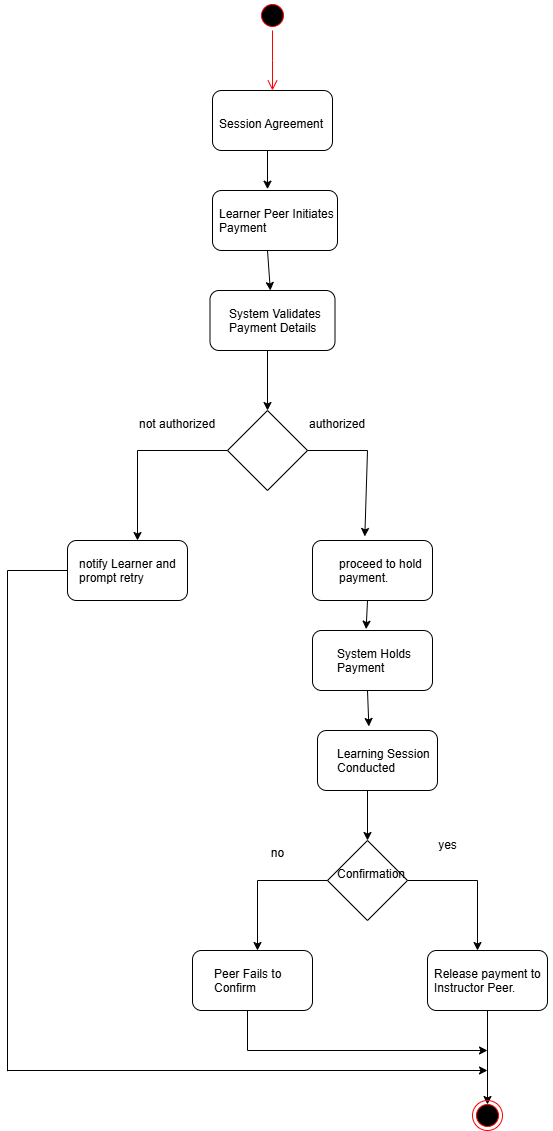 Session Agreement
Learner Peer Initiates
Payment
System Validates
Payment Details
not authorized
authorized
notify Learner and
prompt retry
proceed to hold
payment.
System Holds
Payment
Learning Session
Conducted
no
yes
Confirmation
Peer Fails to
Confirm
Release payment to
Instructor Peer.